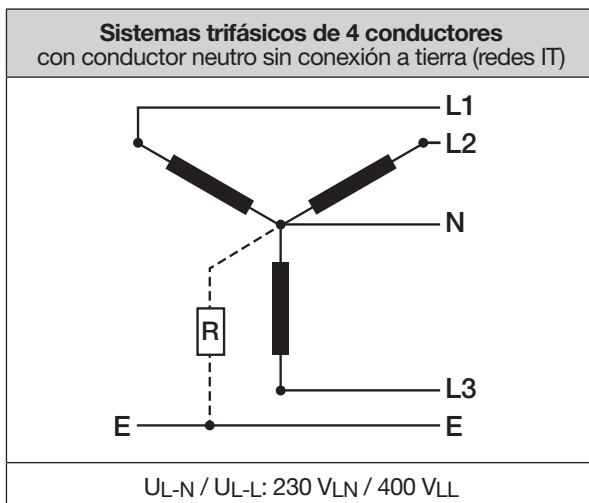 Sistemas trifásicos de 4 conductores
con conductor neutro sin conexión a tierra (redes IT)
L1
L2
N
R
L3
E E
UL-N / UL-L: 230 VLN / 400 VLL